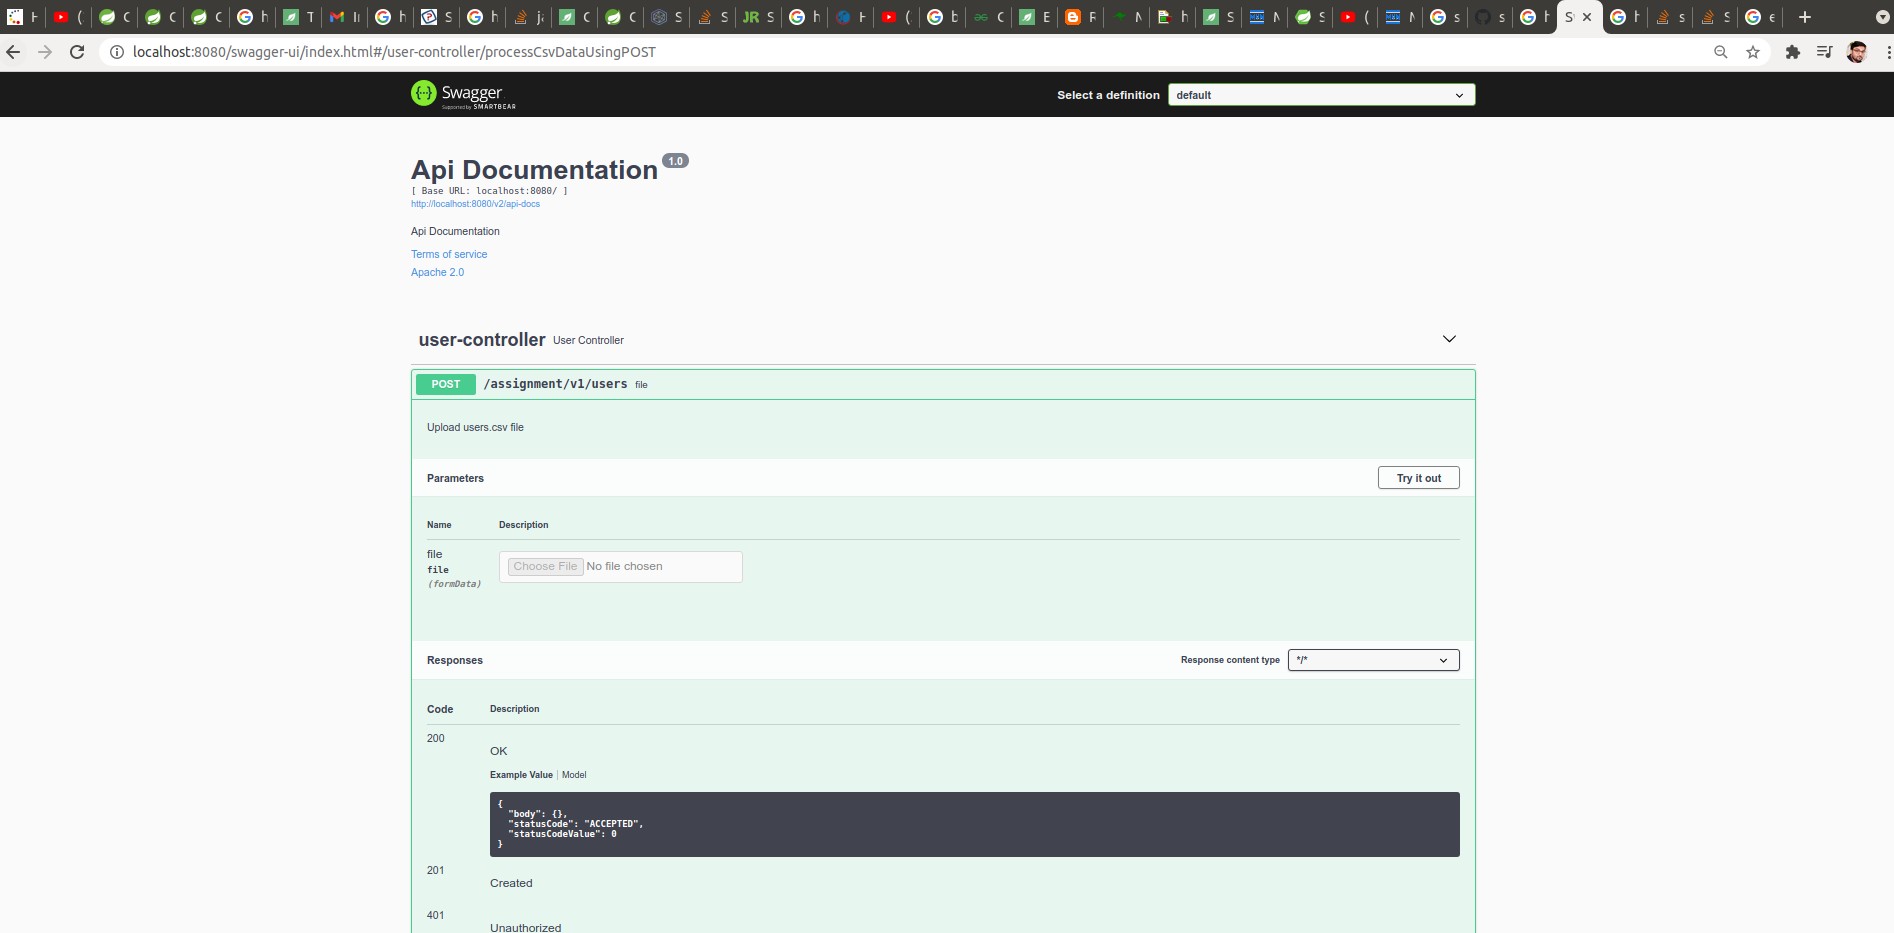 localhost:8080/swagger-ui/index.html#/user-controller/processCsvDataUsingPOST
Swagger
Supported by SMARTBEAR
Select a definition
default
Api Documentation 1.0
[ Base URL: localhost:8080/ ]
http://localhost:8080/v2/api-docs
Api Documentation
Terms of service
Apache 2.0
user-controller User Controller
POST /assignment/v1/users file
Upload users.csv file
Parameters
Try it out
Name Description
file
file
(formData)
Choose File No file chosen
Responses
Response content type
*/*
Code Description
200
OK
Example Value | Model
{
"body": {},
"statusCode": "ACCEPTED",
"statusCodeValue": 0
}
201
Created
401
Unauthorized